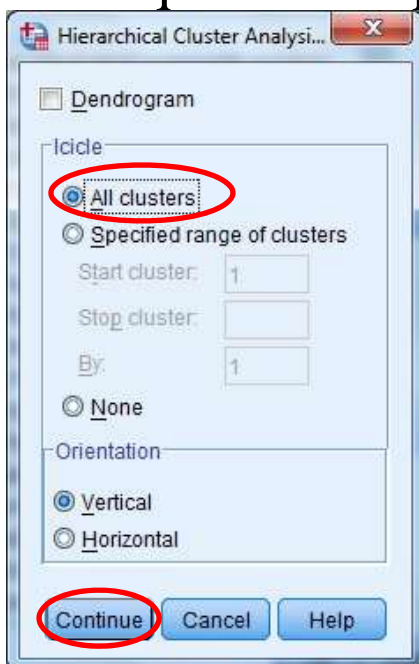 Hierarchical Cluster Analysi...
Dendrogram
Icicle
All clusters
Specified range of clusters
Start cluster: 1
Stop cluster:
By: 1
None
Orientation
Vertical
Horizontal
Continue Cancel Help